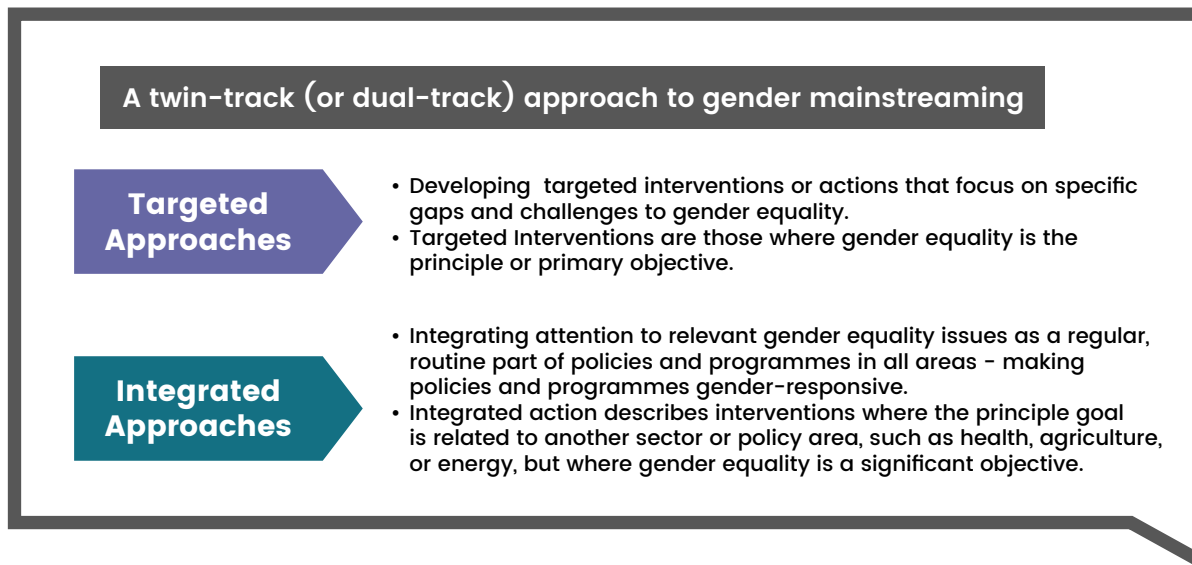 A twin-track (or dual-track) approach to gender mainstreaming
Targeted
Approaches
• Developing  targeted interventions or actions that focus on specific
gaps and challenges to gender equality.
• Targeted Interventions are those where gender equality is the
principle or primary objective.
Integrated
Approaches
• Integrating attention to relevant gender equality issues as a regular,
routine part of policies and programmes in all areas - making
policies and programmes gender-responsive.
• Integrated action describes interventions where the principle goal
is related to another sector or policy area, such as health, agriculture,
or energy, but where gender equality is a significant objective.